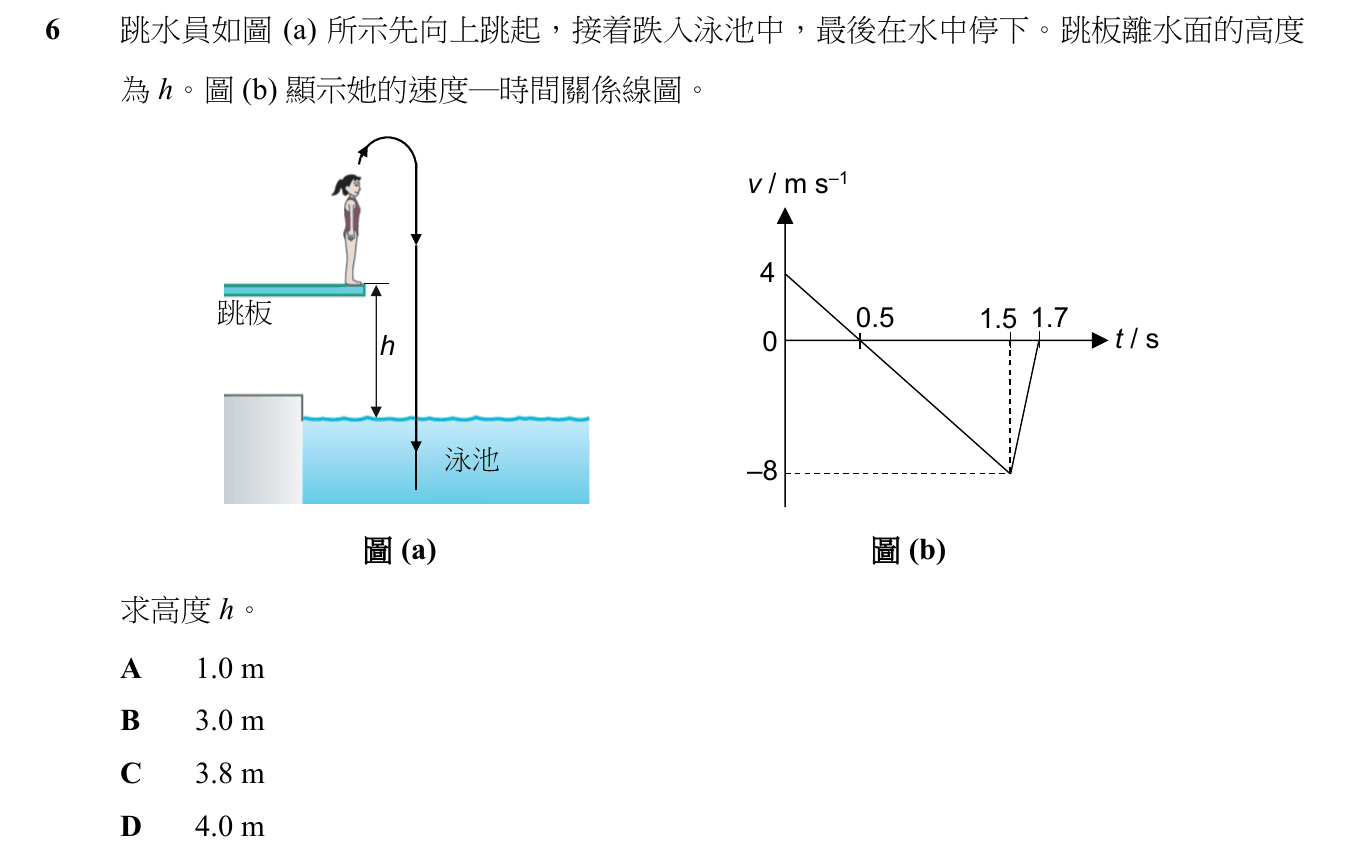 6 跳水員如圖 (a) 所示先向上跳起，接着跌入泳池中，最後在水中停下。跳板離水面的高度
為 h。圖 (b) 顯示她的速度─時間關係線圖。
跳板
h
泳池
圖 (a)
v / m s⁻¹
4
0
–8
0.5
1.5
1.7
t / s
圖 (b)
求高度 h。
A 1.0 m
B 3.0 m
C 3.8 m
D 4.0 m